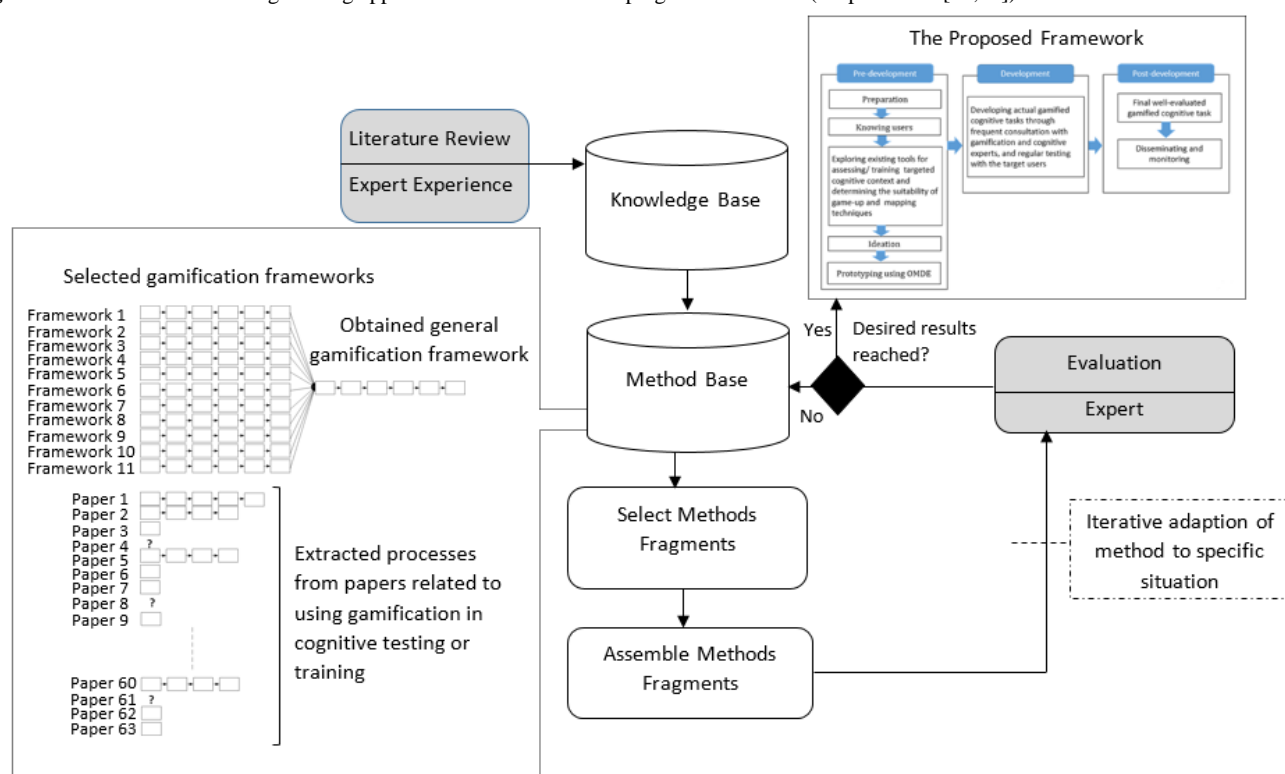 The Proposed Framework
Pre-development
Development
Post-development
Preparation
Knowing users
Exploring existing tools for
assessing/ training targeted
cognitive context and
determining the suitability of
game-up and mapping
techniques
Ideation
Prototyping using OMDE
Developing actual gamified
cognitive tasks through
frequent consultation with
gamification and cognitive
experts, and regular testing
with the target users
Final well-evaluated
gamified cognitive task
Disseminating and
monitoring
Literature Review
Expert Experience
Knowledge Base
Method Base
Yes
Desired results
reached?
No
Evaluation
Expert
Select Methods
Fragments
Assemble Methods
Fragments
Iterative adaption of
method to specific
situation
Selected gamification frameworks
Framework 1
Framework 2
Framework 3
Framework 4
Framework 5
Framework 6
Framework 7
Framework 8
Framework 9
Framework 10
Framework 11
Obtained general
gamification framework
Paper 1
Paper 2
Paper 3
Paper 4 ?
Paper 5
Paper 6
Paper 7
Paper 8 ?
Paper 9
Paper 60
Paper 61 ?
Paper 62
Paper 63
Extracted processes
from papers related to
using gamification in
cognitive testing or
training